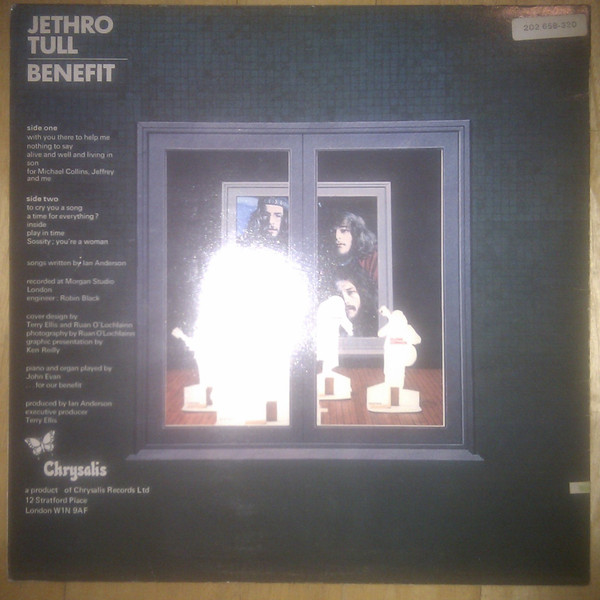 JETHRO
TULL
BENEFIT
202 658-320
side one
with you there to help me
nothing to say
alive and well and living in
son
for Michael Collins, Jeffrey
and me
side two
to cry you a song
a time for everything?
inside
play in time
Sossity; you're a woman
songs written by Ian Anderson
recorded at Morgan Studio
London
engineer: Robin Black
cover design by
Terry Ellis and Ruan O'Lochlainn
photography by Ruan O'Lochlainn
graphic presentation by
Ken Reilly
piano and organ played by
John Evan
... for our benefit
produced by Ian Anderson
executive producer
Terry Ellis
Chrysalis
a product of Chrysalis Records Ltd
12 Stratford Place
London W1N 9AF